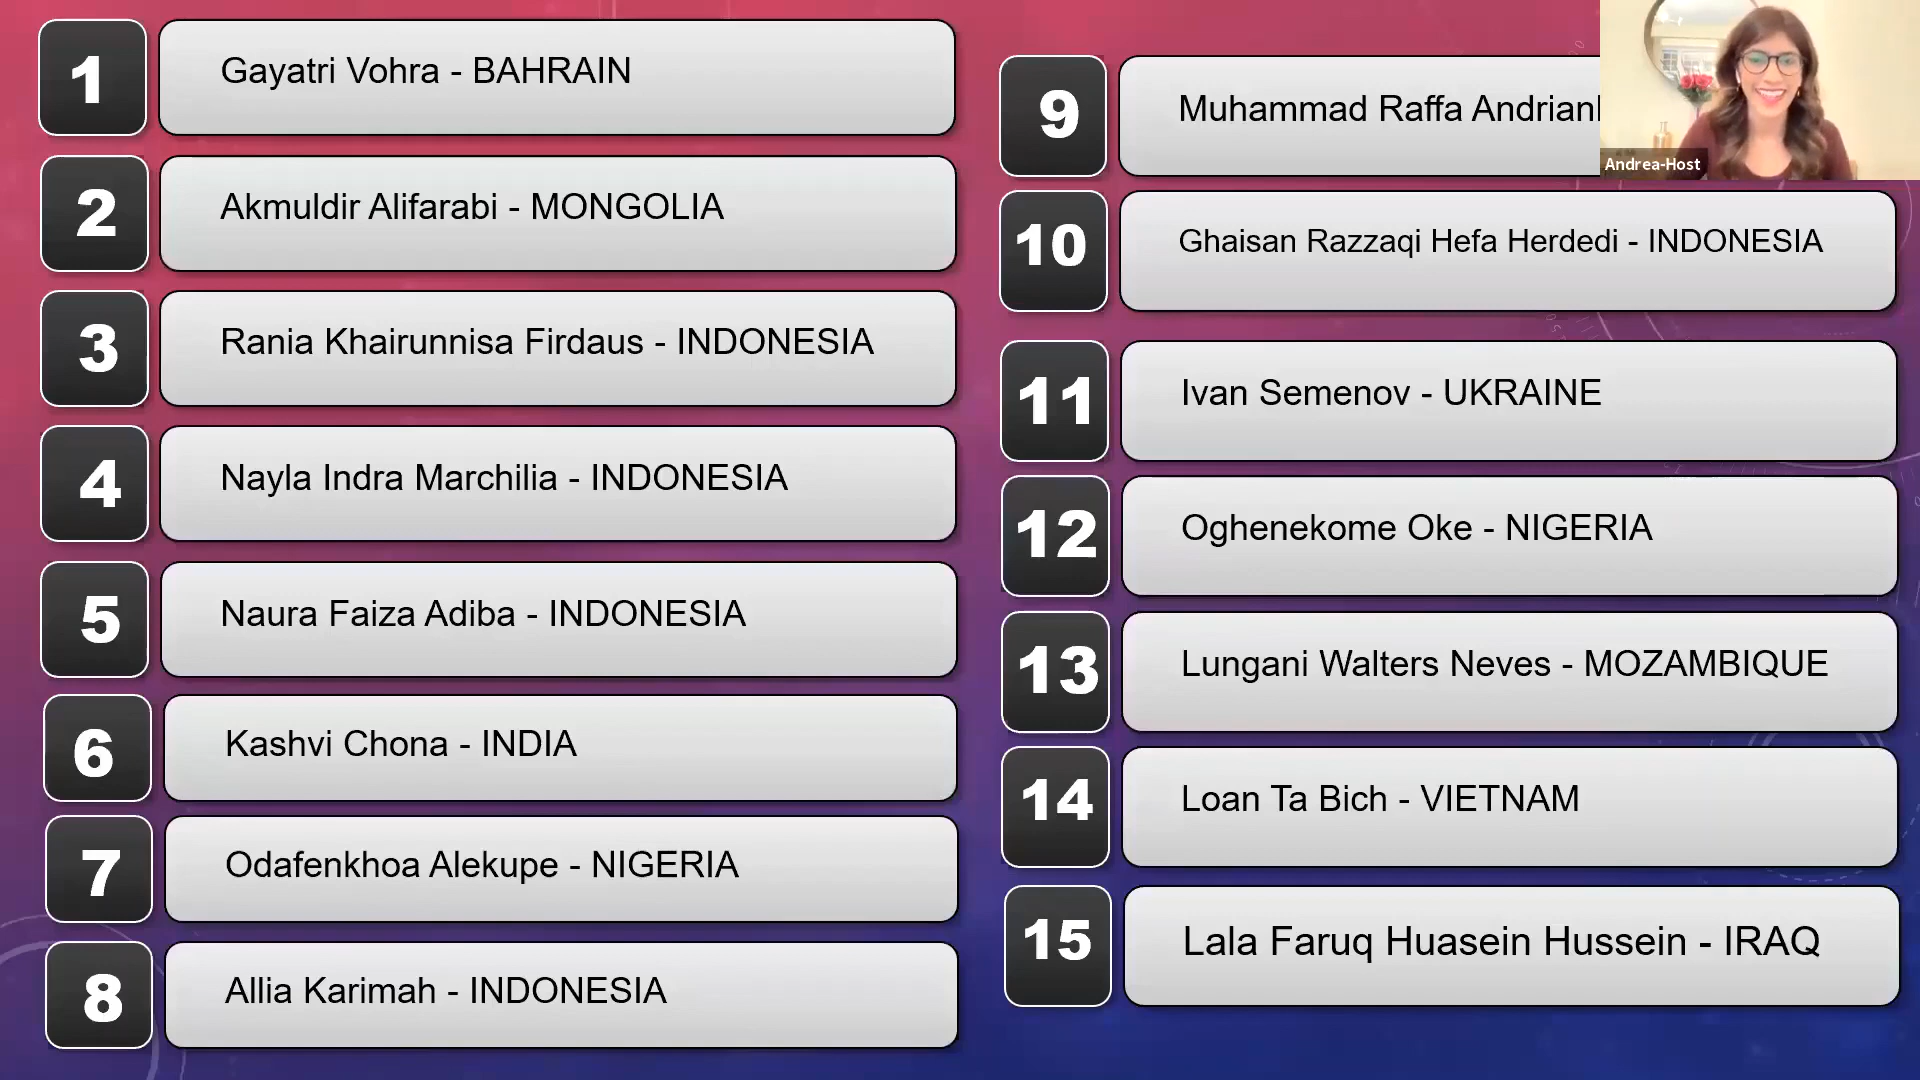 1
Gayatri Vohra - BAHRAIN
2
Akmuldir Alifarabi - MONGOLIA
3
Rania Khairunnisa Firdaus - INDONESIA
4
Nayla Indra Marchilia - INDONESIA
5
Naura Faiza Adiba - INDONESIA
6
Kashvi Chona - INDIA
7
Odafenkhoa Alekupe - NIGERIA
8
Allia Karimah - INDONESIA
9
Muhammad Raffa
Andrea-Host
10
Ghaisan Razzaqi Hefa Herdedi - INDONESIA
11
Ivan Semenov - UKRAINE
12
Oghenekome Oke - NIGERIA
13
Lungani Walters Neves - MOZAMBIQUE
14
Loan Ta Bich - VIETNAM
15
Lala Faruq Huasein Hussein - IRAQ